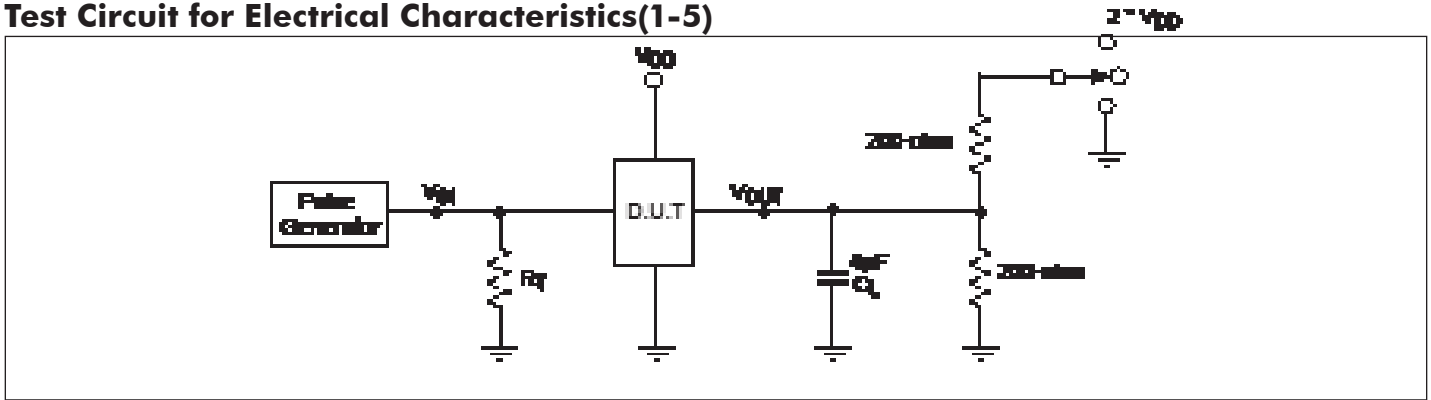 Test Circuit for Electrical Characteristics(1-5)
2 * VDD
VDD
200-ohm
Pulse
Generator
VIN
D.U.T
VOUT
RT
4pF
CL
200-ohm